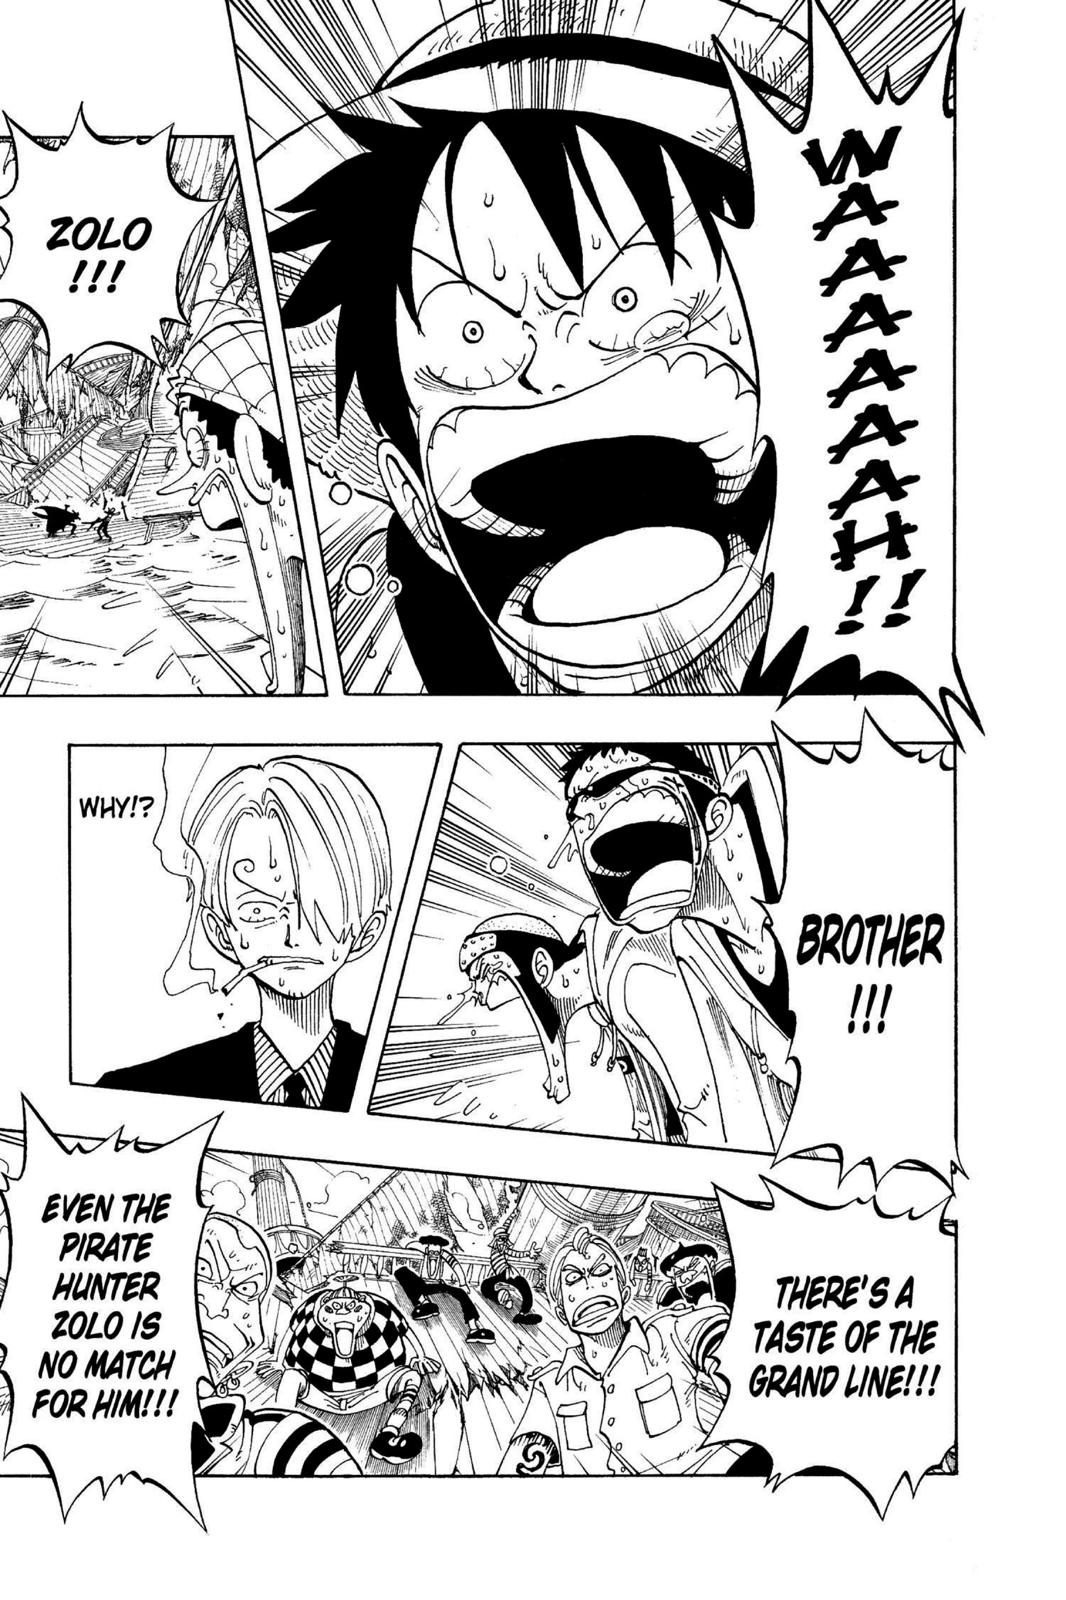 WAAAAAAH!!
ZOLO
!!!
BROTHER
!!!
WHY!?
THERE'S A
TASTE OF THE
GRAND LINE!!!
EVEN THE
PIRATE
HUNTER
ZOLO IS
NO MATCH
FOR HIM!!!